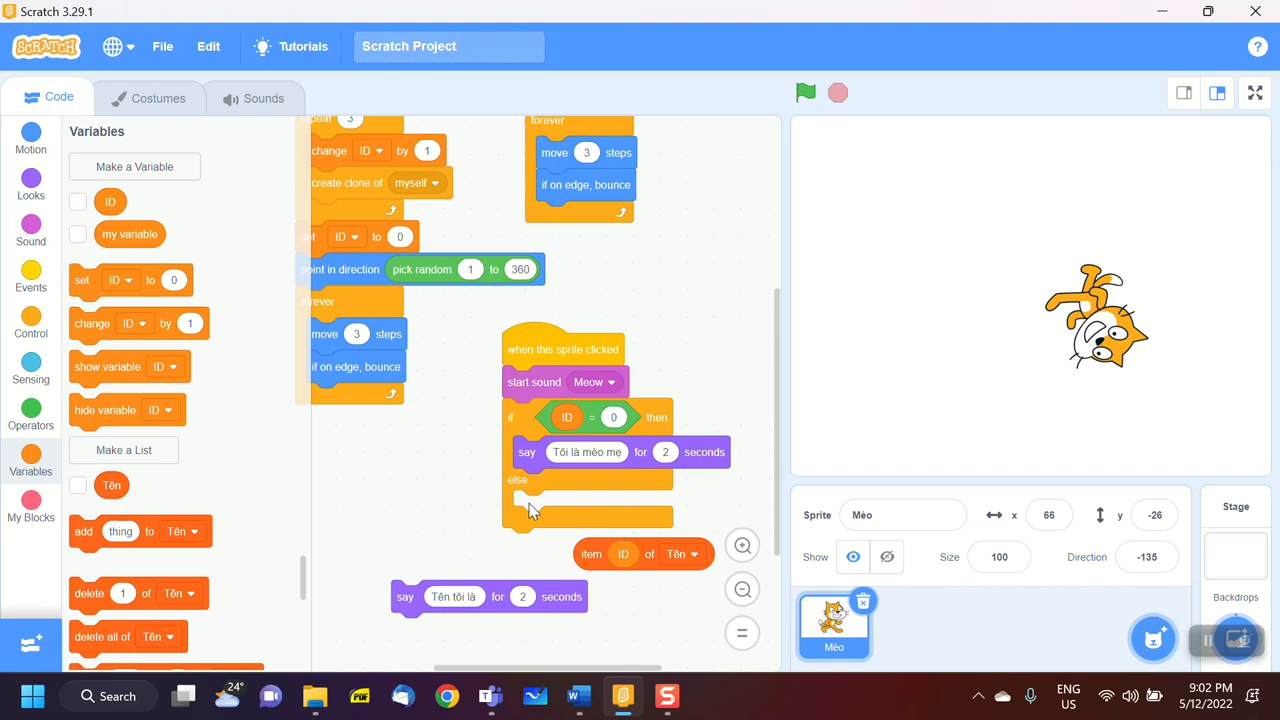 Scratch 3.29.1
SCRATCH
File
Edit
Tutorials
Scratch Project
?
Code
Costumes
Sounds
Motion
Looks
Sound
Events
Control
Sensing
Operators
Variables
My Blocks
Variables
Make a Variable
ID
my variable
set ID to 0
change ID by 1
show variable ID
hide variable ID
Make a List
Tên
add thing to Tên
delete 1 of Tên
delete all of Tên
repeat 3
change ID by 1
create clone of myself
set ID to 0
point in direction pick random 1 to 360
forever
move 3 steps
if on edge, bounce
forever
move 3 steps
if on edge, bounce
when this sprite clicked
start sound Meow
if ID = 0 then
say Tôi là mèo mẹ for 2 seconds
else
item ID of Tên
say Tên tôi là for 2 seconds
Sprite Mèo x 66 y -26
Show Size 100 Direction -135
Mèo
Stage
Backdrops
Search
24°
PDF
S
ENG
US
9:02 PM
5/12/2022